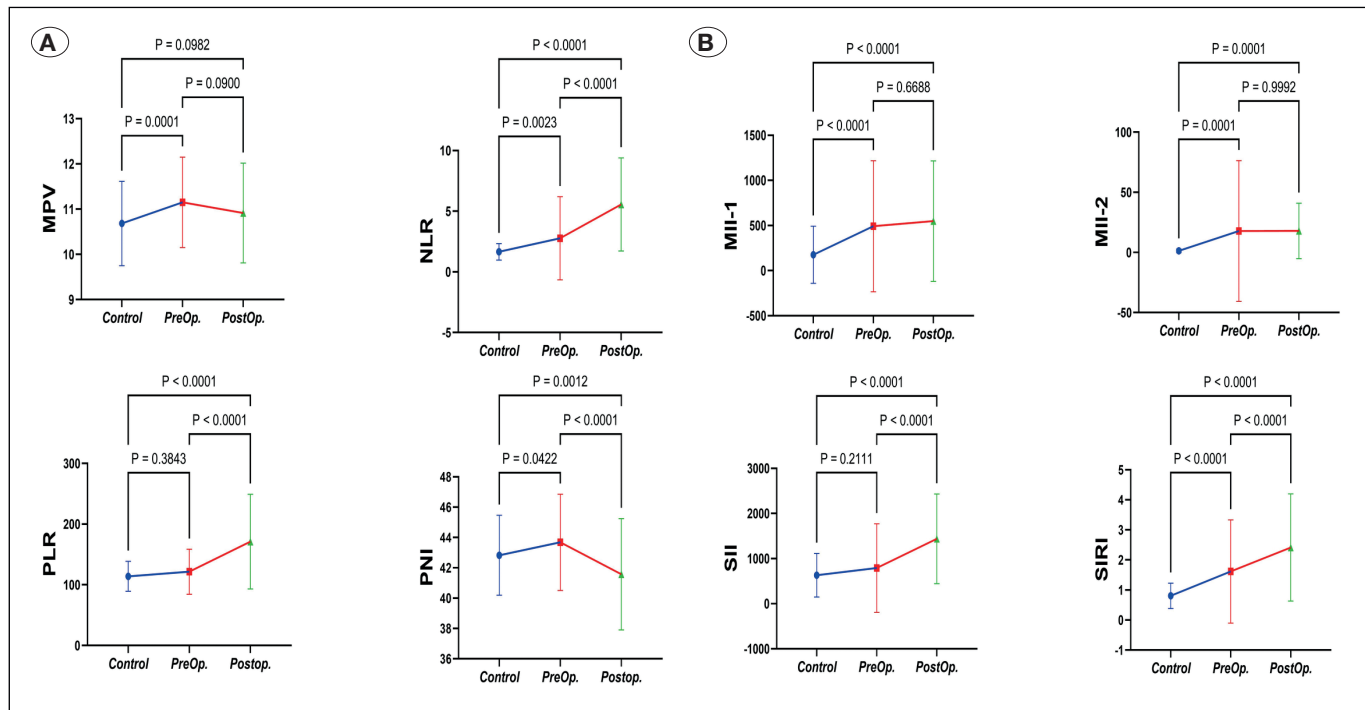 A
P = 0.0982
P = 0.0900
P = 0.0001
MPV
13
12
11
10
9
Control PreOp. PostOp.
P < 0.0001
P < 0.0001
P = 0.0023
NLR
10
5
0
-5
Control PreOp. PostOp.
P < 0.0001
P < 0.0001
P = 0.3843
PLR
300
200
100
0
Control PreOp. Postop.
P = 0.0012
P < 0.0001
P = 0.0422
PNI
48
46
44
42
40
38
36
Control PreOp. Postop.
B
P < 0.0001
P = 0.6688
P < 0.0001
MII-1
1500
1000
500
0
-500
Control PreOp. PostOp.
P = 0.0001
P = 0.9992
P = 0.0001
MII-2
100
50
0
-50
Control PreOp. PostOp.
P < 0.0001
P < 0.0001
P = 0.2111
SII
3000
2000
1000
0
-1000
Control PreOp. PostOp.
P < 0.0001
P < 0.0001
P < 0.0001
SIRI
5
4
3
2
1
0
-1
Control PreOp. PostOp.